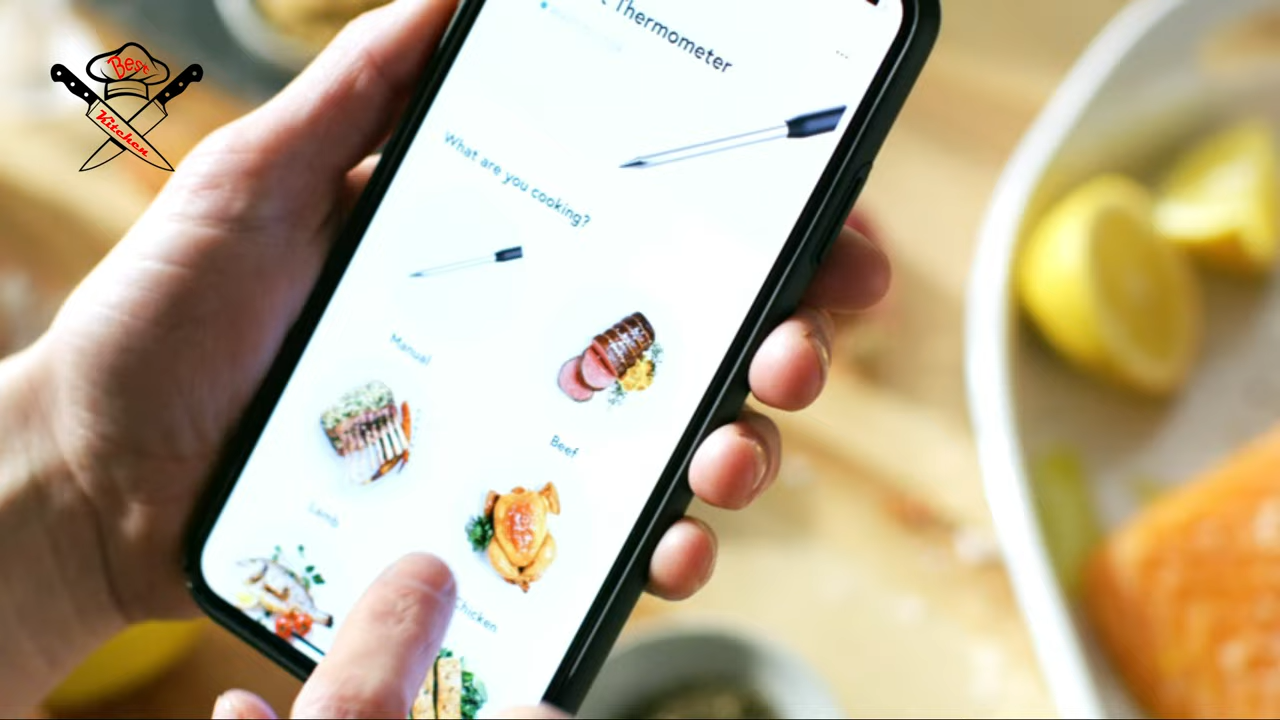 Best
Kitchen
Thermometer
What are you cooking?
Manual
Beef
Lamb
Chicken